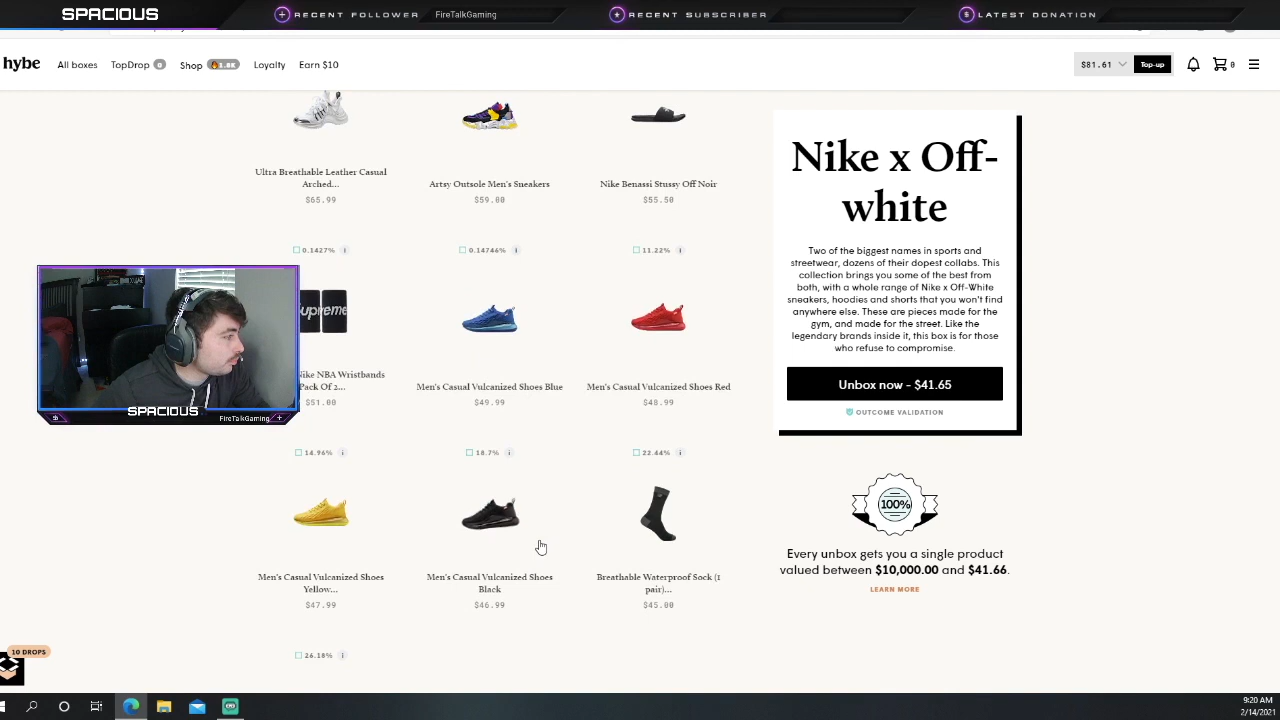 SPACIOUS
RECENT FOLLOWER FireTalkGaming
RECENT SUBSCRIBER
LATEST DONATION
hybe All boxes TopDrop 0 Shop 1.8K Loyalty Earn $10
$81.61 Top-up 0
Ultra Breathable Leather Casual
Arched...
$65.99
Artsy Outsole Men's Sneakers
$59.00
Nike Benassi Stussy Off Noir
$55.50
0.1427% i
0.14746% i
11.22% i
Supreme
Nike NBA Wristbands
Pack Of 2...
$51.00
Men's Casual Vulcanized Shoes Blue
$49.99
Men's Casual Vulcanized Shoes Red
$48.99
14.96% i
18.7% i
22.44% i
Men's Casual Vulcanized Shoes
Yellow...
$47.99
Men's Casual Vulcanized Shoes
Black
$46.99
Breathable Waterproof Sock (1
pair)...
$45.00
26.18% i
Nike x Off-
white
Two of the biggest names in sports and
streetwear, dozens of their dopest collabs. This
collection brings you some of the best from
both, with a whole range of Nike x Off-White
sneakers, hoodies and shorts that you won't find
anywhere else. These are pieces made for the
gym, and made for the street. Like the
legendary brands inside it, this box is for those
who refuse to compromise.
Unbox now - $41.65
OUTCOME VALIDATION
100%
Every unbox gets you a single product
valued between $10,000.00 and $41.66.
LEARN MORE
SPACIOUS
FireTalkGaming
10 DROPS
9:20 AM
2/14/2021